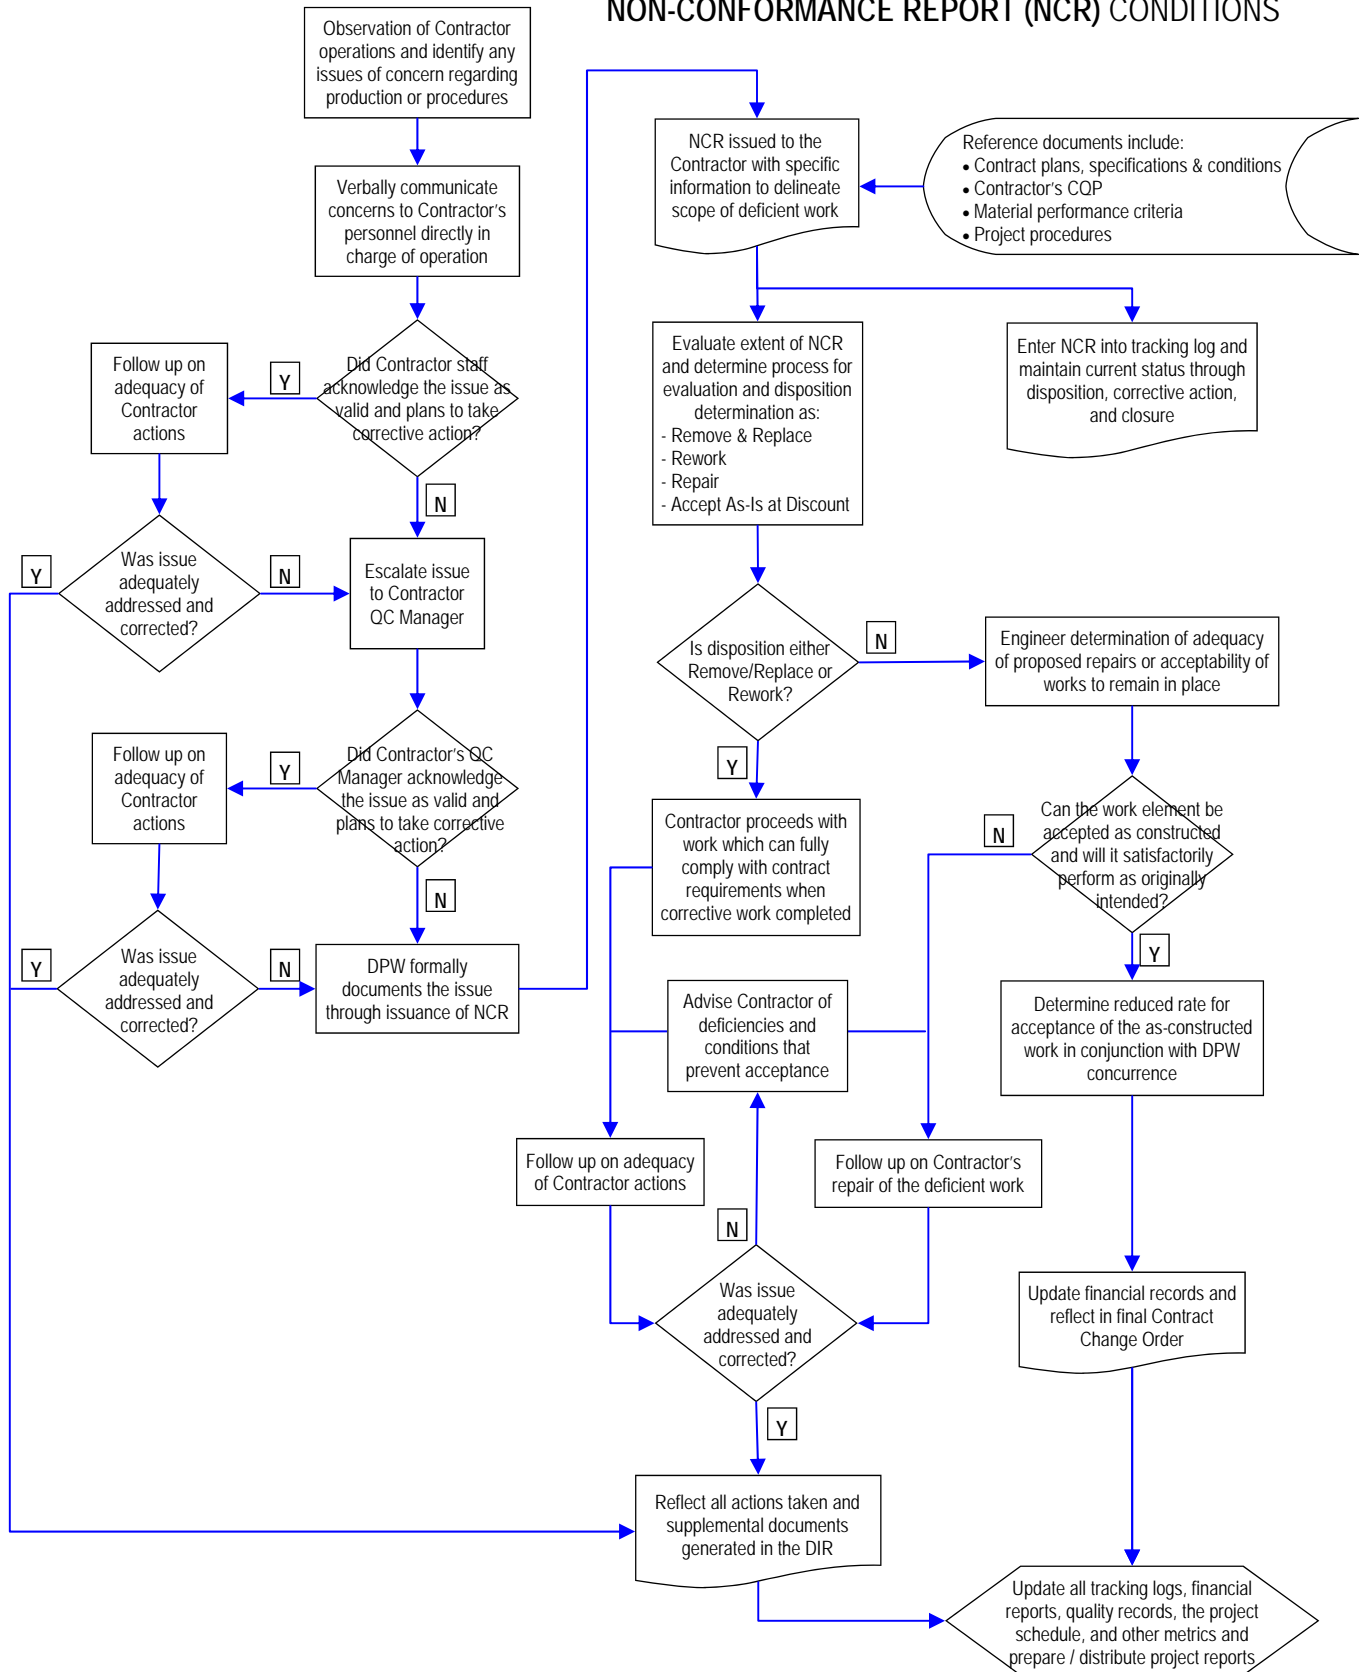 NON-CONFORMANCE REPORT (NCR) CONDITIONS
Observation of Contractor
operations and identify any
issues of concern regarding
production or procedures
Verbally communicate
concerns to Contractor's
personnel directly in
charge of operation
Did Contractor staff
acknowledge the issue as
valid and plans to take
corrective action?
Y
Follow up on
adequacy of
Contractor
actions
N
Was issue
adequately
addressed and
corrected?
Y
N
Escalate issue
to Contractor
QC Manager
Did Contractor's QC
Manager acknowledge
the issue as valid and
plans to take corrective
action?
Y
Follow up on
adequacy of
Contractor
actions
N
Was issue
adequately
addressed and
corrected?
Y
N
DPW formally
documents the issue
through issuance of NCR
NCR issued to the
Contractor with specific
information to delineate
scope of deficient work
Reference documents include:
• Contract plans, specifications & conditions
• Contractor's CQP
• Material performance criteria
• Project procedures
Evaluate extent of NCR
and determine process for
evaluation and disposition
determination as:
- Remove & Replace
- Rework
- Repair
- Accept As-Is at Discount
Enter NCR into tracking log and
maintain current status through
disposition, corrective action,
and closure
Is disposition either
Remove/Replace or
Rework?
N
Y
Engineer determination of adequacy
of proposed repairs or acceptability of
works to remain in place
Contractor proceeds with
work which can fully
comply with contract
requirements when
corrective work completed
Can the work element be
accepted as constructed
and will it satisfactorily
perform as originally
intended?
N
Y
Advise Contractor of
deficiencies and
conditions that
prevent acceptance
Determine reduced rate for
acceptance of the as-constructed
work in conjunction with DPW
concurrence
Follow up on adequacy
of Contractor actions
Follow up on Contractor's
repair of the deficient work
N
Was issue
adequately
addressed and
corrected?
Y
Update financial records and
reflect in final Contract
Change Order
Reflect all actions taken and
supplemental documents
generated in the DIR
Update all tracking logs, financial
reports, quality records, the project
schedule, and other metrics and
prepare / distribute project reports